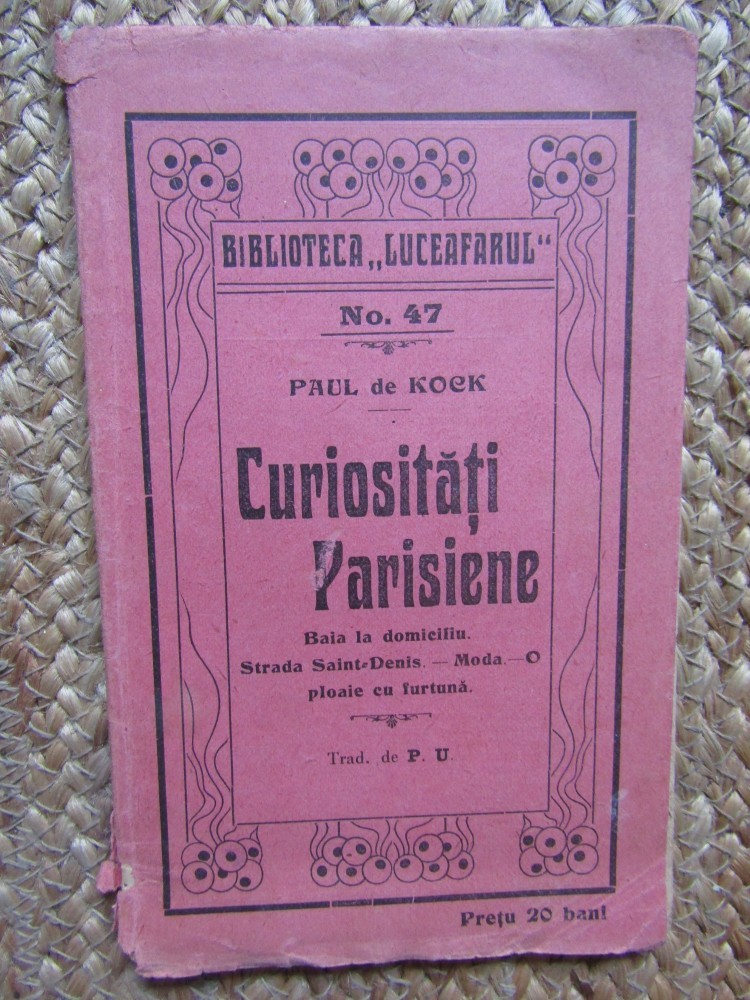 BIBLIOTECA „LUCEAFARUL“
No. 47
PAUL de KOCK
Curiosităţi
Parisiene
Baia la domiciliu.
Strada Saint-Denis. — Moda.—O
ploaie cu furtună.
Trad. de P. U.
Preţu 20 bani